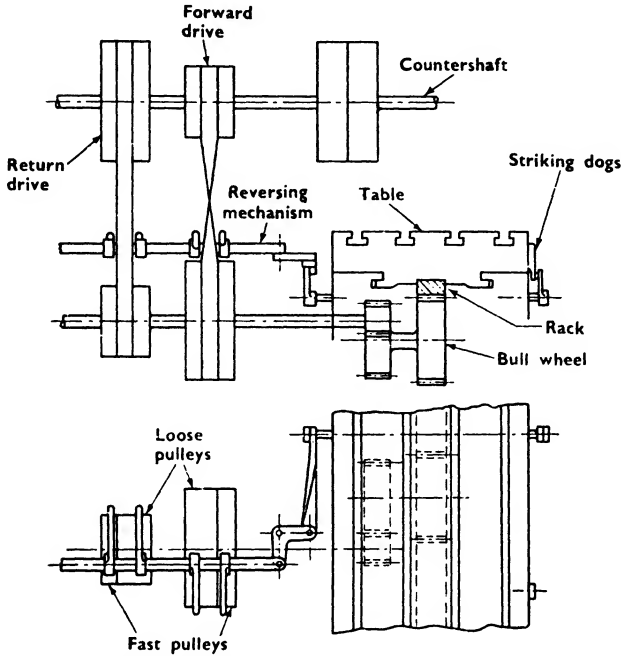 Forward
drive
Countershaft
Return
drive
Striking dogs
Reversing
mechanism
Table
Rack
Bull wheel
Loose
pulleys
Fast pulleys